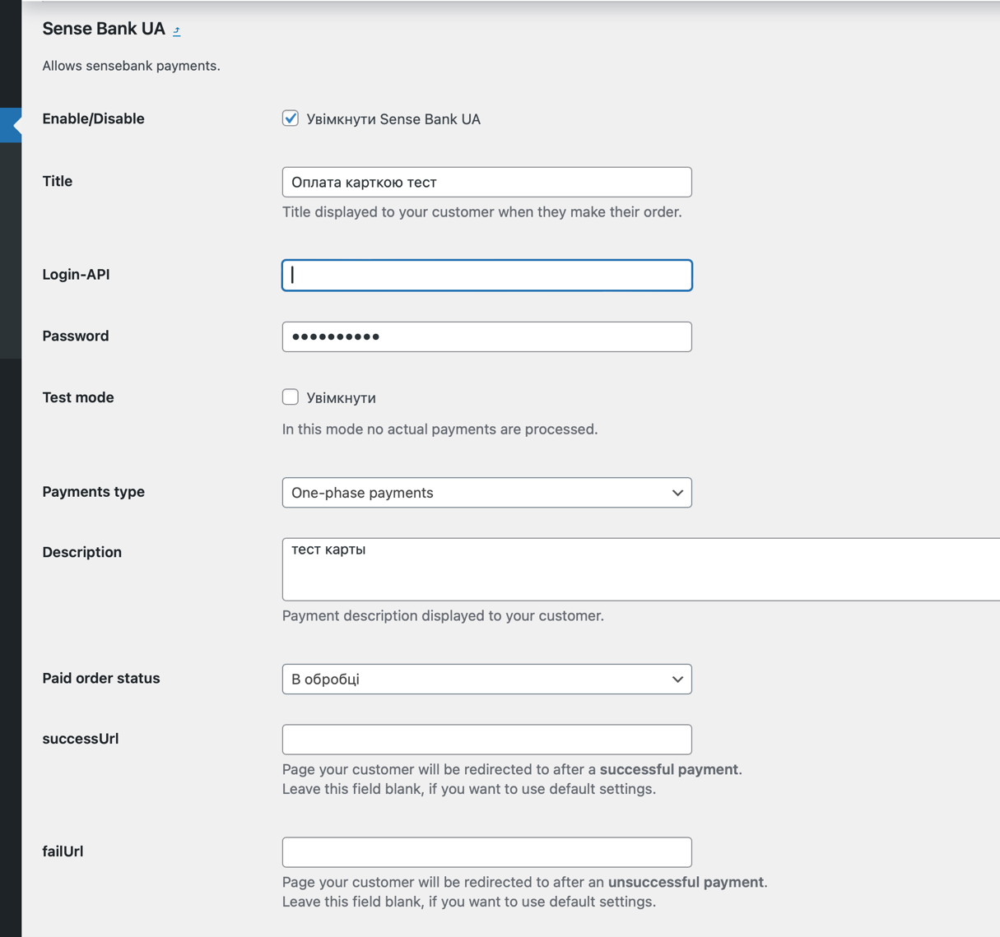 Sense Bank UA ⤴
Allows sensebank payments.
Enable/Disable
Увімкнути Sense Bank UA
Title
Оплата карткою тест
Title displayed to your customer when they make their order.
Login-API
Password
••••••••••
Test mode
Увімкнути
In this mode no actual payments are processed.
Payments type
One-phase payments
Description
тест карты
Payment description displayed to your customer.
Paid order status
В обробці
successUrl
Page your customer will be redirected to after a successful payment.
Leave this field blank, if you want to use default settings.
failUrl
Page your customer will be redirected to after an unsuccessful payment.
Leave this field blank, if you want to use default settings.